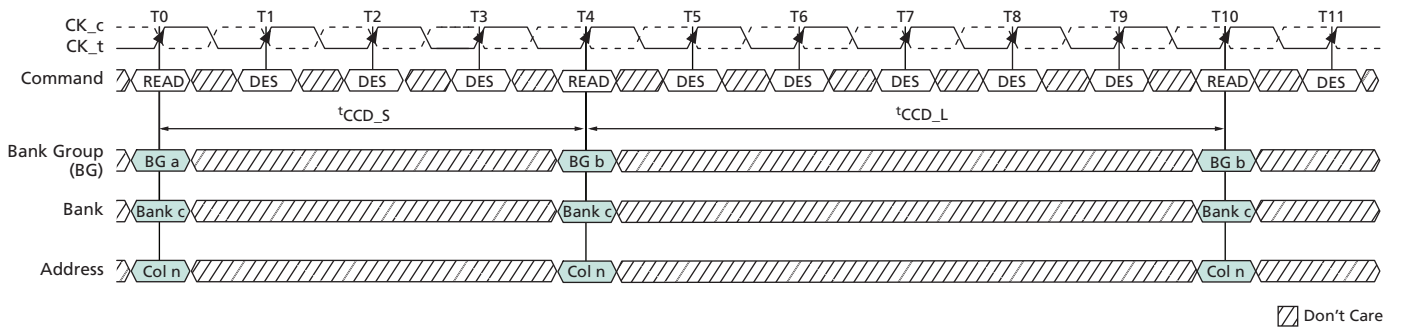 T0 T1 T2 T3 T4 T5 T6 T7 T8 T9 T10 T11
CK_c
CK_t
Command READ DES DES DES READ DES DES DES DES DES READ DES
tCCD_S tCCD_L
Bank Group
(BG)
BG a BG b BG b
Bank Bank c Bank c Bank c
Address Col n Col n Col n
Don't Care